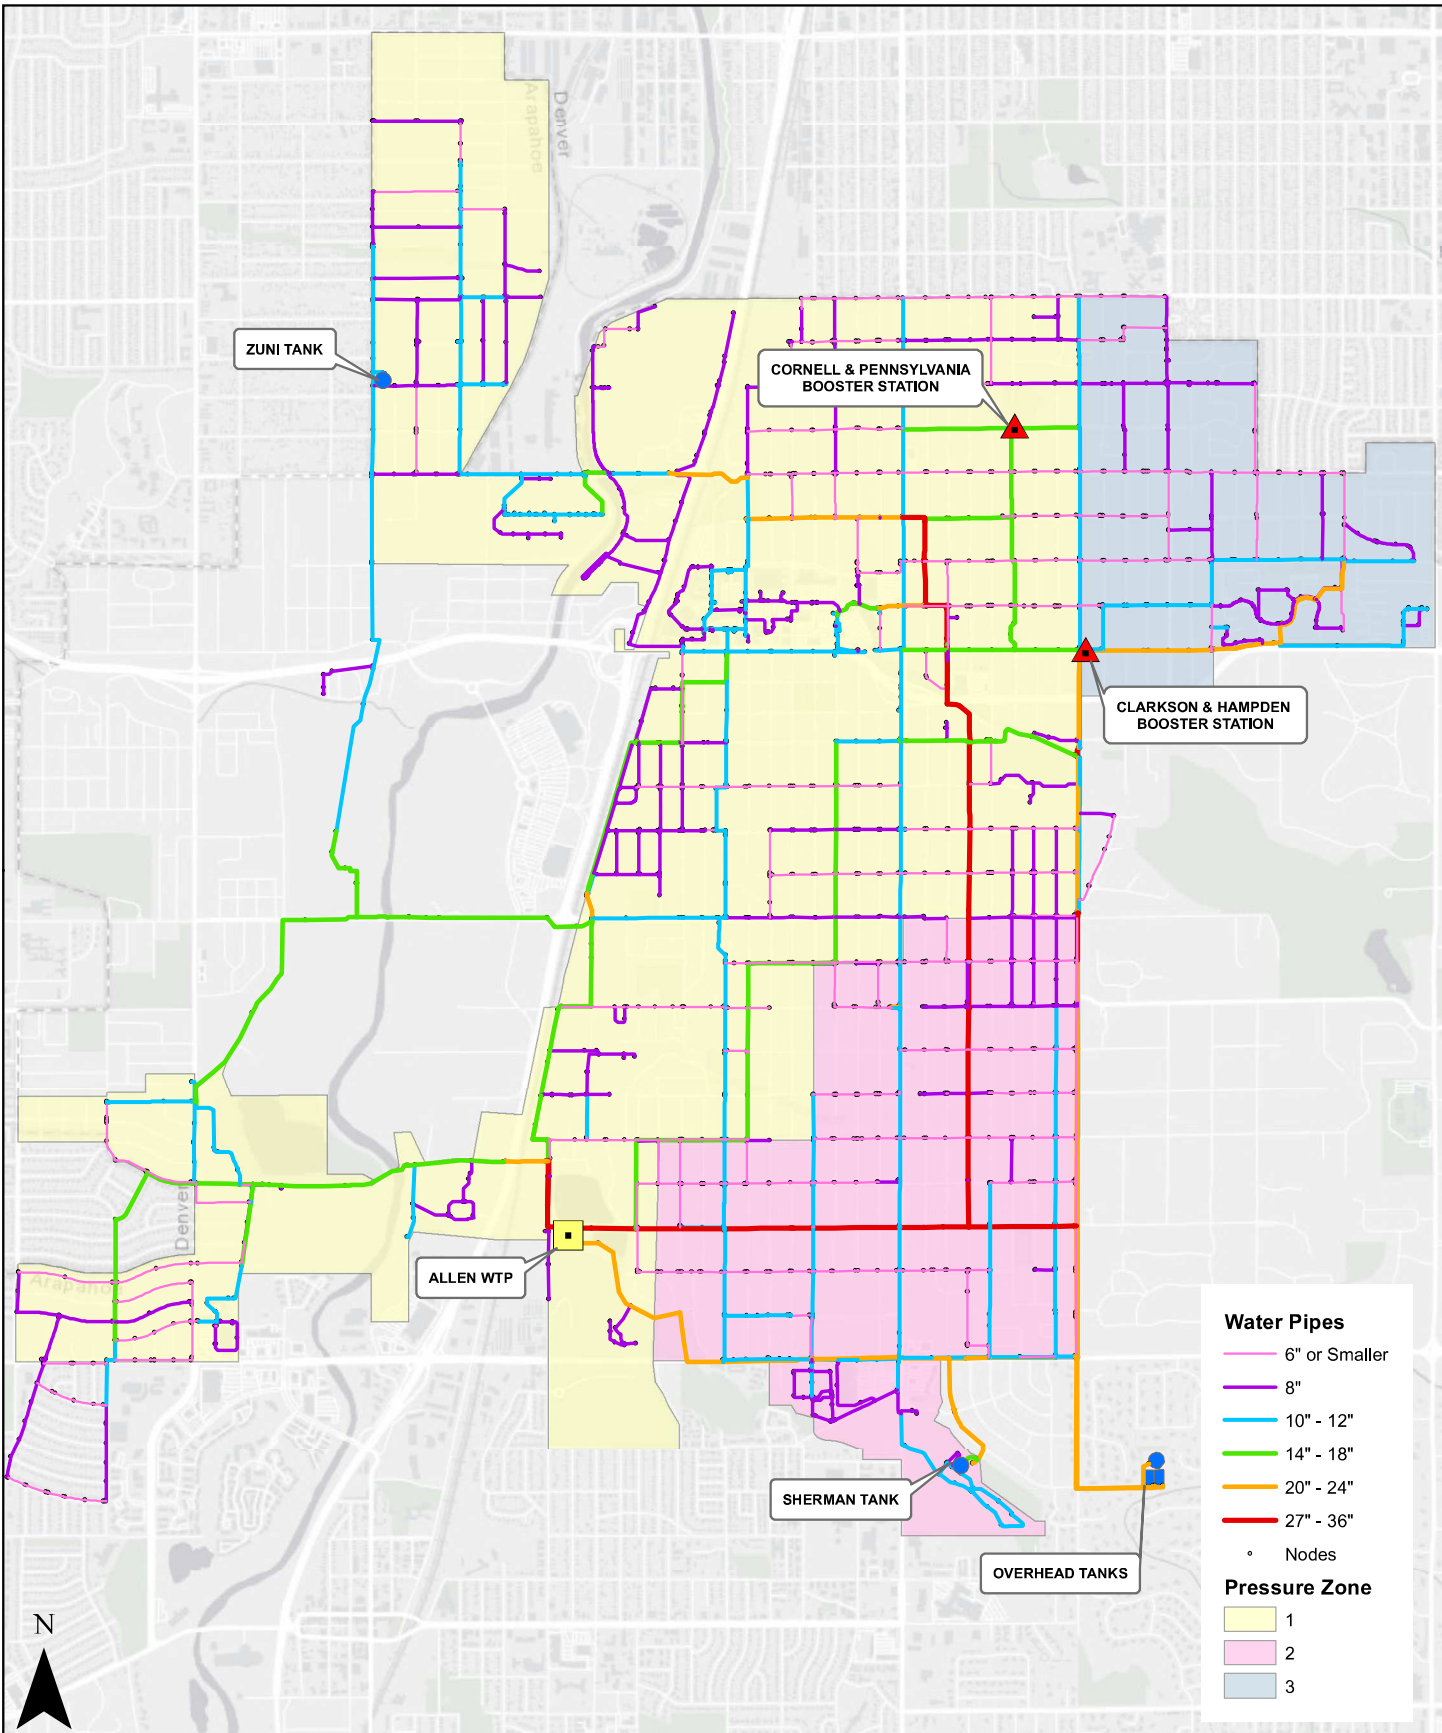 Denver
Arapahoe
ZUNI TANK
CORNELL & PENNSYLVANIA
BOOSTER STATION
CLARKSON & HAMPDEN
BOOSTER STATION
Denver
Arapahoe
ALLEN WTP
SHERMAN TANK
OVERHEAD TANKS
Water Pipes
6" or Smaller
8"
10" - 12"
14" - 18"
20" - 24"
27" - 36"
Nodes
Pressure Zone
1
2
3
N